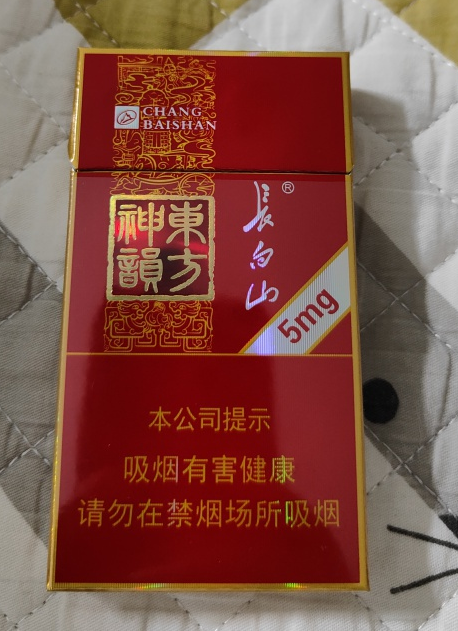 CHANG
BAISHAN
東方
神韻
長白山®
5mg
本公司提示
吸烟有害健康
请勿在禁烟场所吸烟